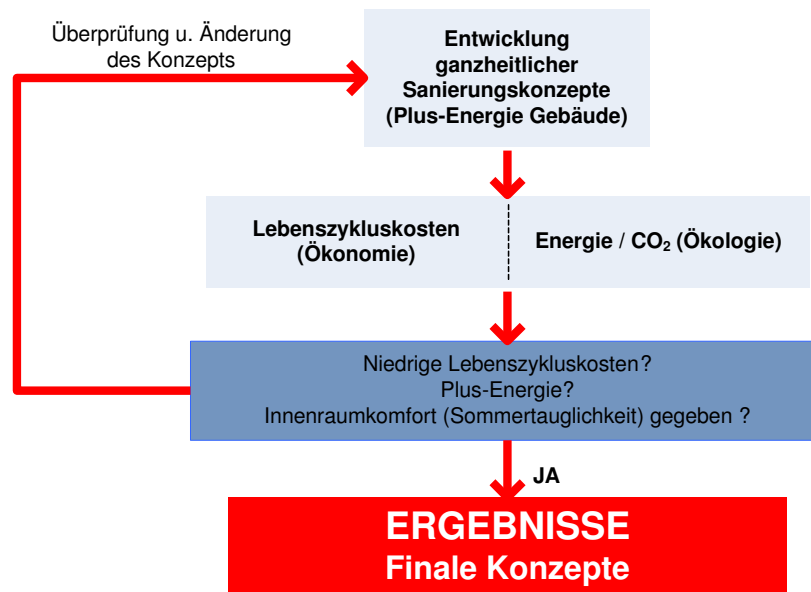 Überprüfung u. Änderung
des Konzepts
Entwicklung
ganzheitlicher
Sanierungskonzepte
(Plus-Energie Gebäude)
Lebenszykluskosten
(Ökonomie)
Energie / CO₂ (Ökologie)
Niedrige Lebenszykluskosten?
Plus-Energie?
Innenraumkomfort (Sommertauglichkeit) gegeben ?
JA
ERGEBNISSE
Finale Konzepte